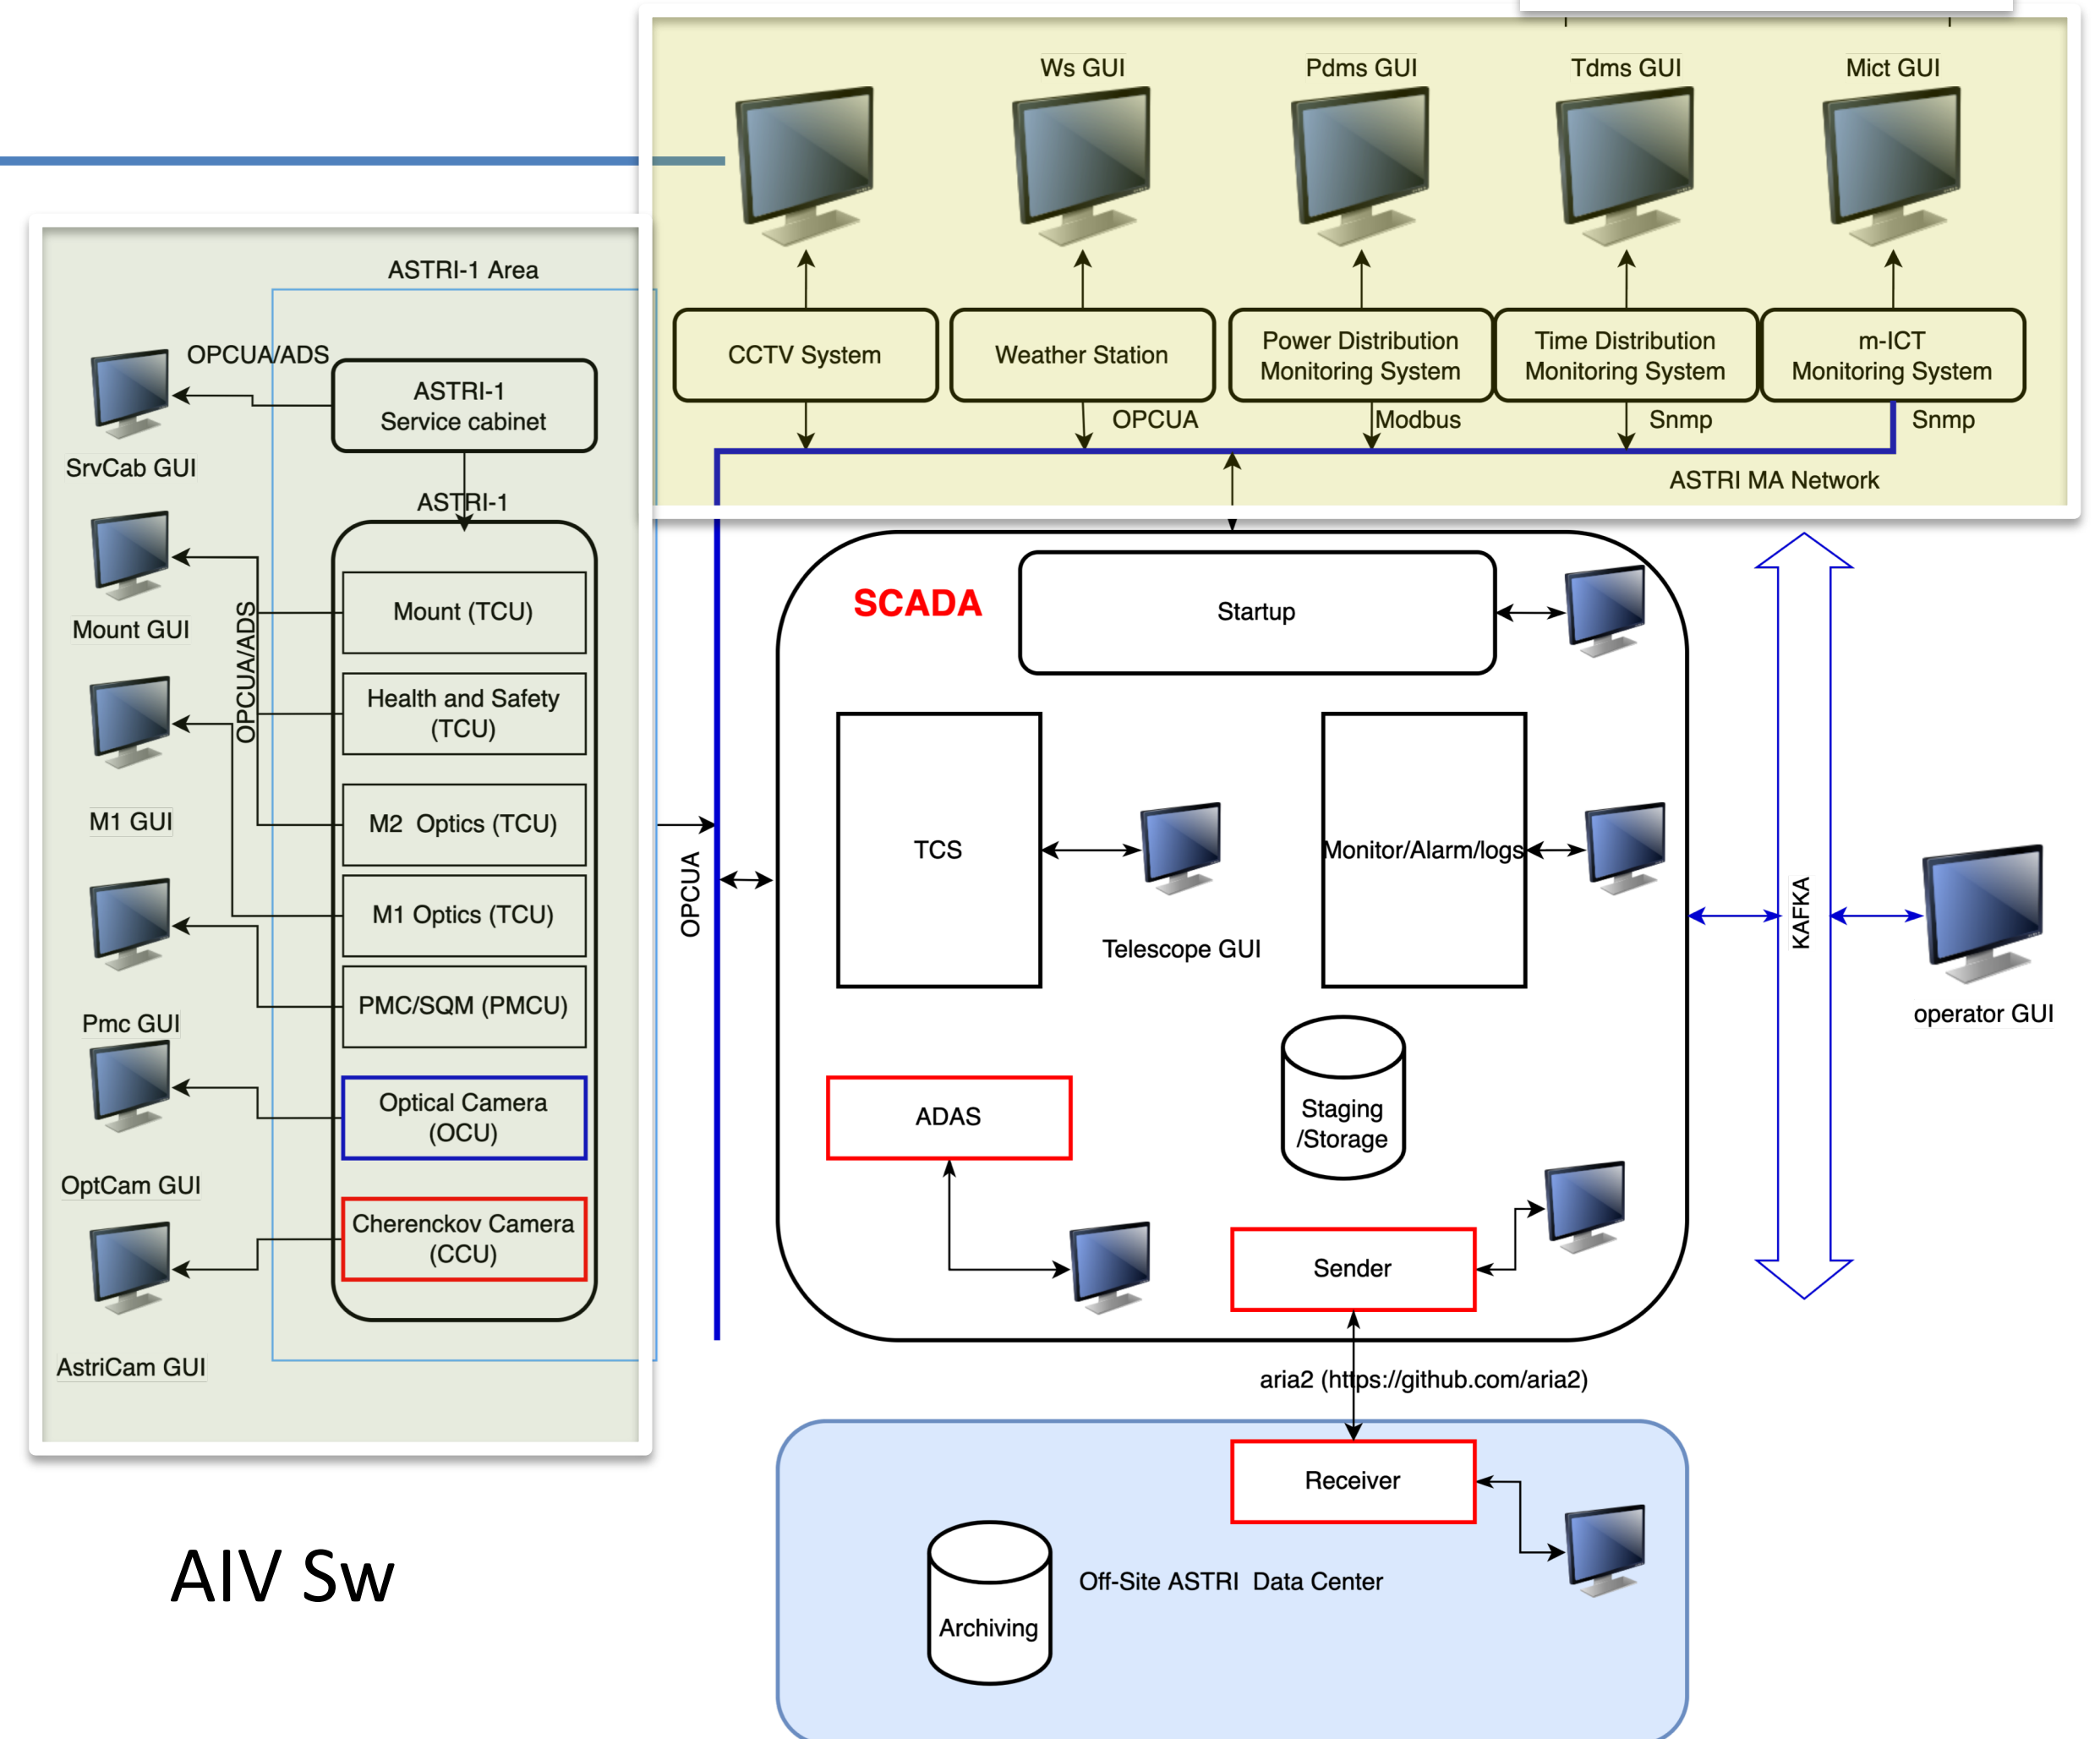 Ws GUI
Pdms GUI
Tdms GUI
Mict GUI
CCTV System
Weather Station
Power Distribution
Monitoring System
Time Distribution
Monitoring System
m-ICT
Monitoring System
OPCUA
Modbus
Snmp
Snmp
ASTRI MA Network
ASTRI-1 Area
OPCUA/ADS
ASTRI-1
Service cabinet
SrvCab GUI
ASTRI-1
Mount GUI
OPCUA/ADS
Mount (TCU)
Health and Safety
(TCU)
M1 GUI
M2 Optics (TCU)
M1 Optics (TCU)
PMC/SQM (PMCU)
Pmc GUI
Optical Camera
(OCU)
OptCam GUI
Cherenckov Camera
(CCU)
AstriCam GUI
OPCUA
SCADA
Startup
TCS
Telescope GUI
Monitor/Alarm/logs
ADAS
Staging
/Storage
Sender
KAFKA
operator GUI
aria2 (https://github.com/aria2)
Receiver
Off-Site ASTRI Data Center
Archiving
AIV Sw